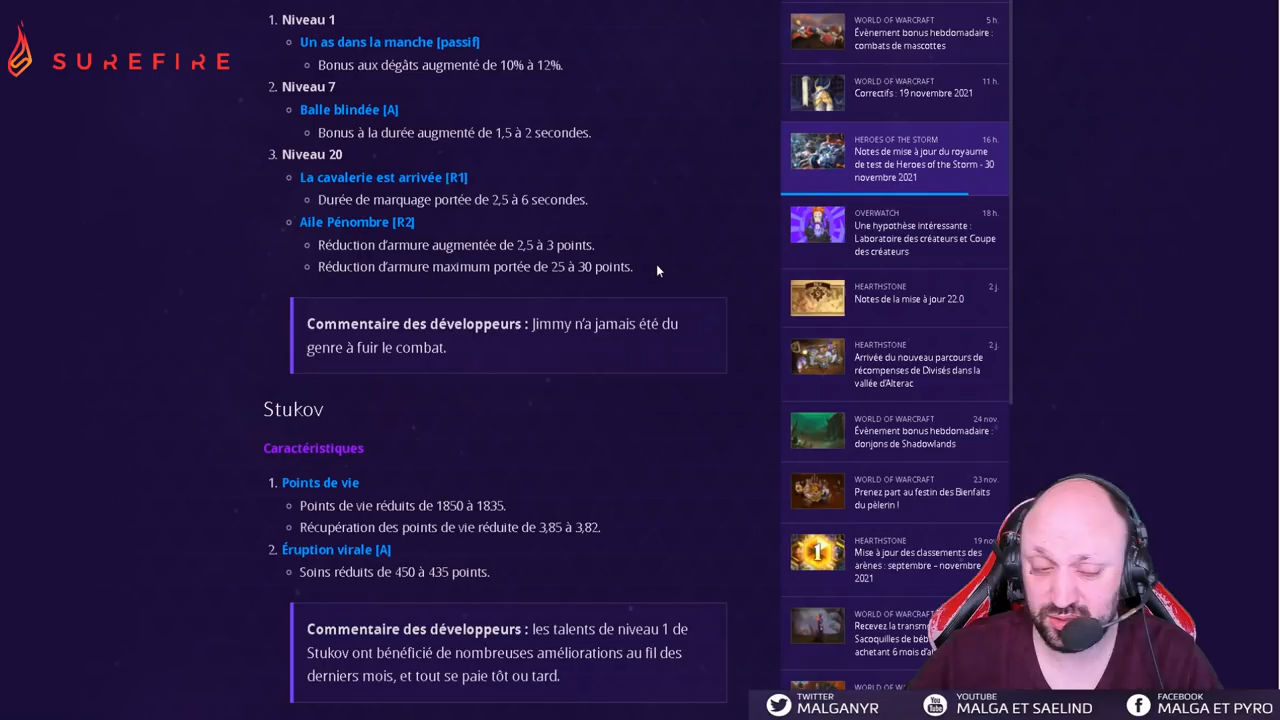 SUREFIRE
1. Niveau 1
Un as dans la manche [passif]
Bonus aux dégâts augmenté de 10% à 12%.
2. Niveau 7
Balle blindée [A]
Bonus à la durée augmenté de 1,5 à 2 secondes.
3. Niveau 20
La cavalerie est arrivée [R1]
Durée de marquage portée de 2,5 à 6 secondes.
Aile Pénombre [R2]
Réduction d'armure augmentée de 2,5 à 3 points.
Réduction d'armure maximum portée de 25 à 30 points.
Commentaire des développeurs : Jimmy n'a jamais été du
genre à fuir le combat.
Stukov
Caractéristiques
1. Points de vie
Points de vie réduits de 1850 à 1835.
Récupération des points de vie réduite de 3,85 à 3,82.
2. Éruption virale [A]
Soins réduits de 450 à 435 points.
Commentaire des développeurs : les talents de niveau 1 de
Stukov ont bénéficié de nombreuses améliorations au fil des
derniers mois, et tout se paie tôt ou tard.
WORLD OF WARCRAFT 5 h.
Évènement bonus hebdomadaire :
combats de mascottes
WORLD OF WARCRAFT 11 h.
Correctifs : 19 novembre 2021
HEROES OF THE STORM 16 h.
Notes de mise à jour du royaume
de test de Heroes of the Storm - 30
novembre 2021
OVERWATCH 18 h.
Une hypothèse intéressante :
Laboratoire des créateurs et Coupe
des créateurs
HEARTHSTONE 2 j.
Notes de la mise à jour 22.0
HEARTHSTONE 2 j.
Arrivée du nouveau parcours de
récompenses de Divisés dans la
vallée d'Alterac
WORLD OF WARCRAFT 24 nov.
Évènement bonus hebdomadaire :
donjons de Shadowlands
WORLD OF WARCRAFT 23 nov.
Prenez part au festin des Bienfaits
du pèlerin !
HEARTHSTONE 19 nov
1
Mise à jour des classements des
arènes : septembre – novembre
2021
WORLD OF WARCRAFT
Recevez la
Sacoquilles de
achetant 6 mois
WORLD OF
TWITTER
MALGANYR
YOUTUBE
MALGA ET SAELIND
FACEBOOK
MALGA ET PYRO